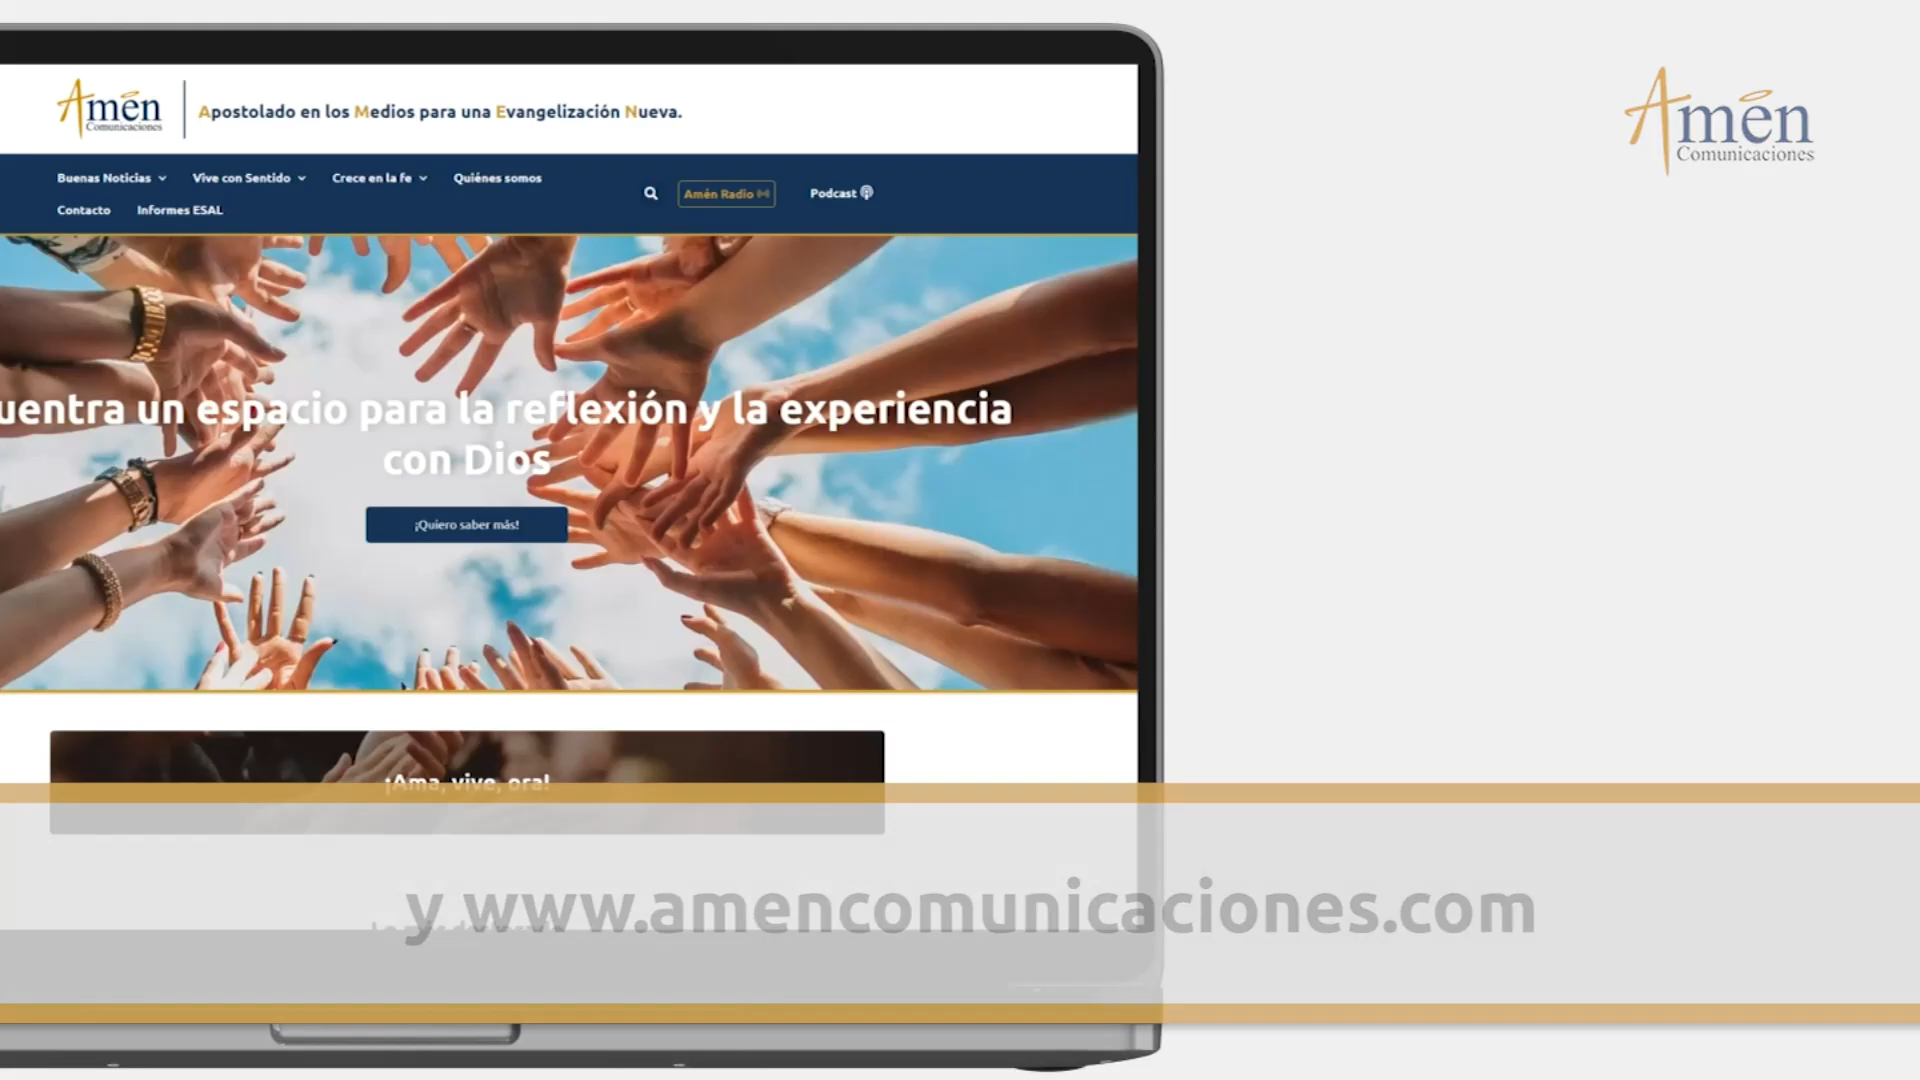 Amén
Comunicaciones
Apostolado en los Medios para una Evangelización Nueva.
Amén
Comunicaciones
Buenas Noticias
Vive con Sentido
Crece en la fe
Quiénes somos
Contacto
Informes ESAL
Amén Radio
Podcast
uentra un espacio para la reflexión y la experiencia
con Dios
¡Quiero saber más!
¡Ama, vive, ora!
y www.amencomunicaciones.com